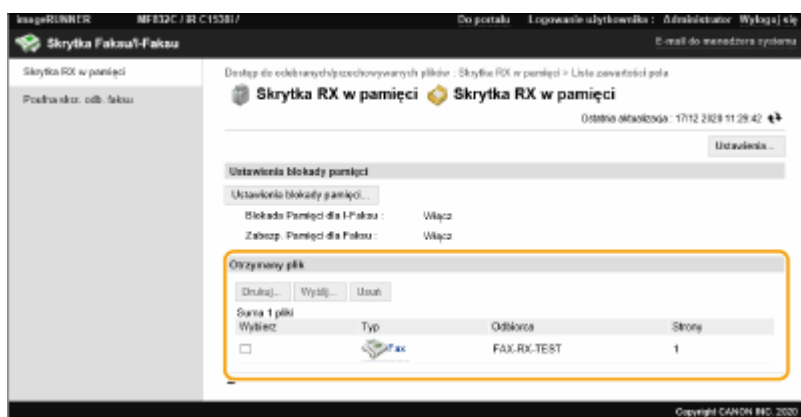 imageRUNNER MF832C / IR C1538i / Do portalu Logowanie użytkownika : Administrator Wyloguj się
Skrytka Faksu/I-Faksu E-mail do menedżera systemu
Skrytka RX w pamięci
Poufna skrz. odb. faksu
Dostęp do odebranych/przechowywanych plików : Skrytka RX w pamięci > Lista zawartości pola
Skrytka RX w pamięci Skrytka RX w pamięci
Ostatnia aktualizacja : 17/12 2020 11:29:42
Ustawienia...
Ustawienia blokady pamięci
Ustawienia blokady pamięci...
Blokada Pamięci dla I-Faksu : Włącz
Zabezp. Pamięci dla Faksu : Włącz
Otrzymany plik
Drukuj... Wyślij... Usuń
Suma 1 pliki
Wybierz Typ Odbiorca Strony
Fax FAX-RX-TEST 1
Copyright CANON INC. 2020